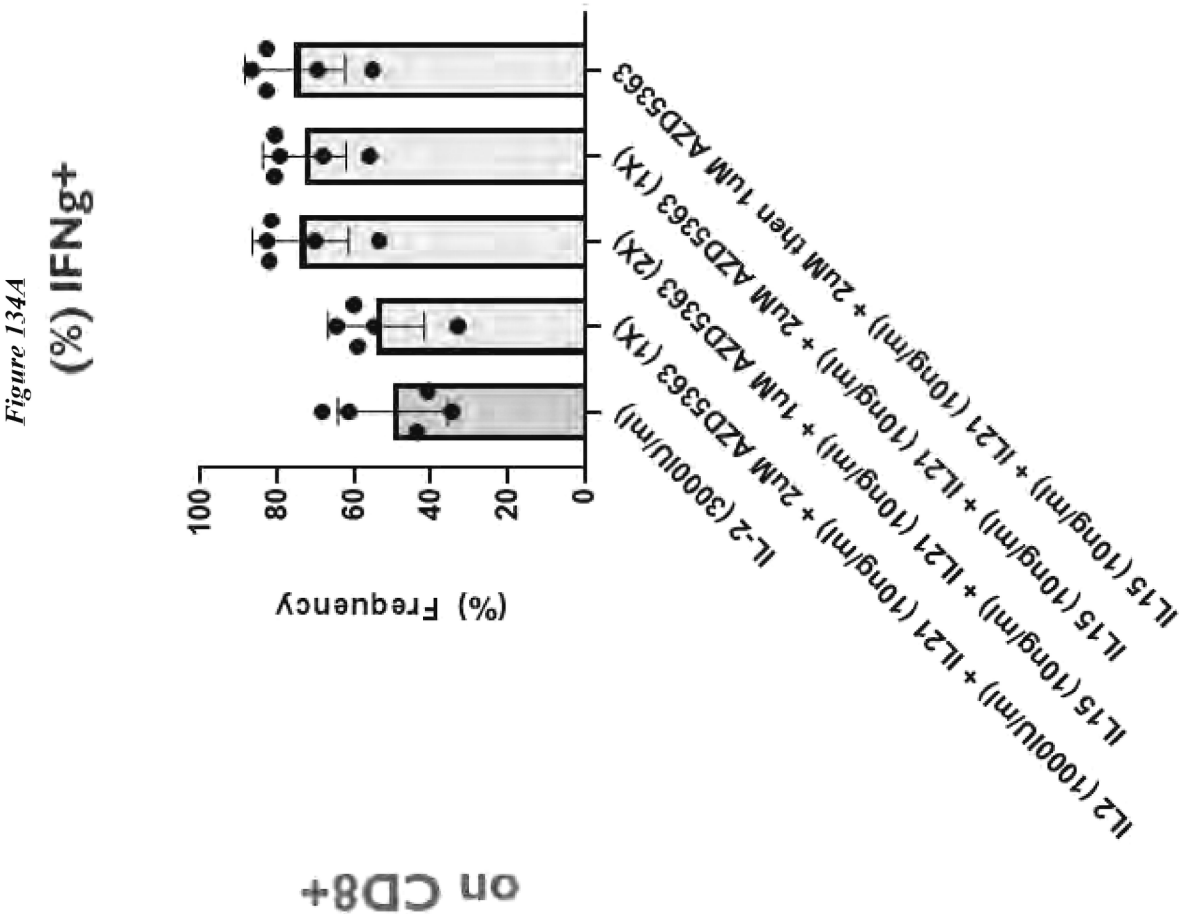 Figure 134A
(%) IFNg+
on CD8+
(%) Frequency
100
80
60
40
20
0
IL-2 (3000IU/ml)
IL2 (1000IU/ml) + IL21 (10ng/ml) + 2uM AZD5363 (1X)
IL15 (10ng/ml) + IL21 (10ng/ml) + 1uM AZD5363 (2X)
IL15 (10ng/ml) + IL21 (10ng/ml) + 2uM AZD5363 (1X)
IL15 (10ng/ml) + IL21 (10ng/ml) + 2uM then 1uM AZD5363